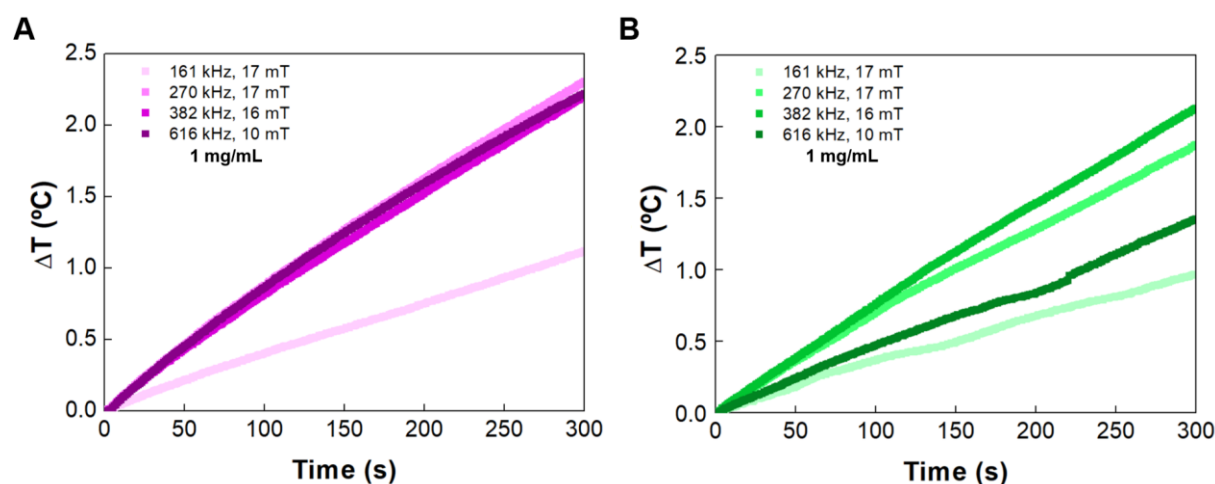 A
2.5
2.0
1.5
1.0
0.5
0.0
ΔT (ºC)
161 kHz, 17 mT
270 kHz, 17 mT
382 kHz, 16 mT
616 kHz, 10 mT
1 mg/mL
0 50 100 150 200 250 300
Time (s)
B
2.5
2.0
1.5
1.0
0.5
0.0
ΔT (ºC)
161 kHz, 17 mT
270 kHz, 17 mT
382 kHz, 16 mT
616 kHz, 10 mT
1 mg/mL
0 50 100 150 200 250 300
Time (s)